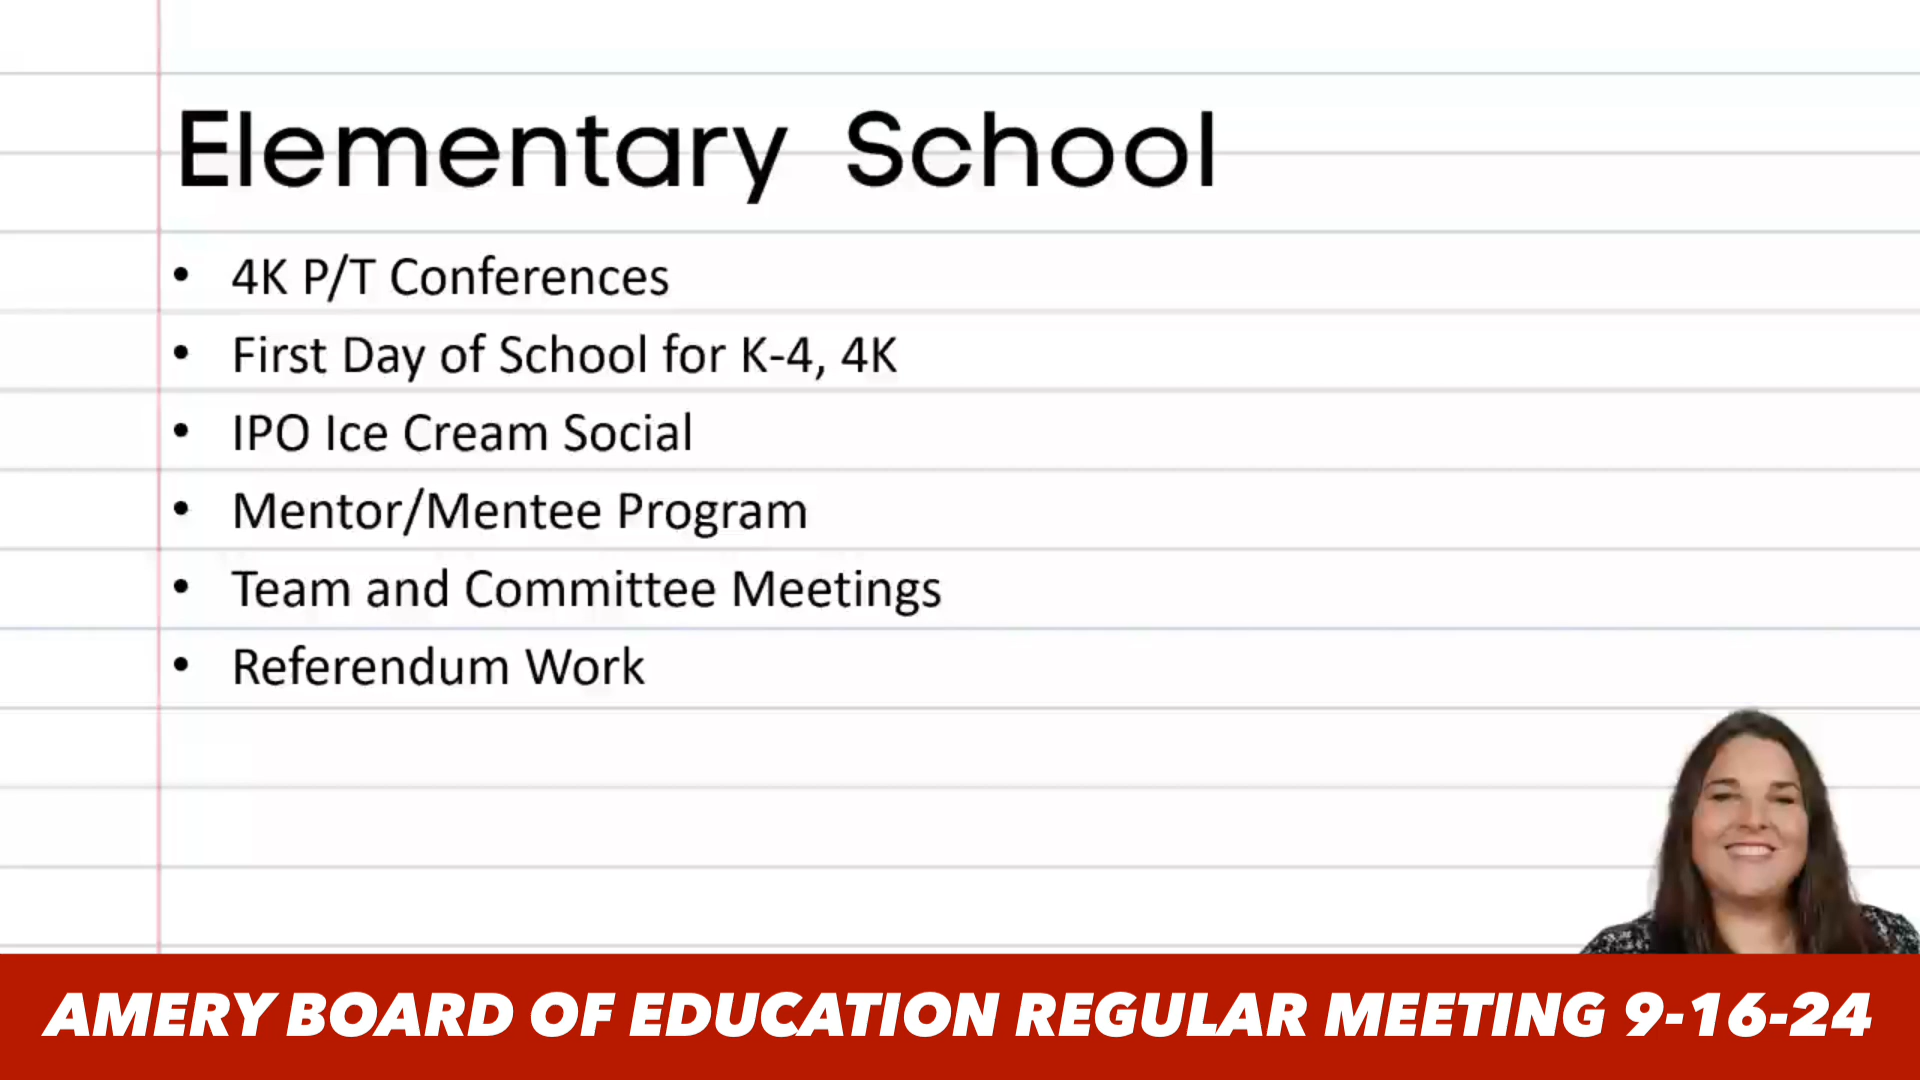 Elementary School
• 4K P/T Conferences
• First Day of School for K-4, 4K
• IPO Ice Cream Social
• Mentor/Mentee Program
• Team and Committee Meetings
• Referendum Work
AMERY BOARD OF EDUCATION REGULAR MEETING 9-16-24